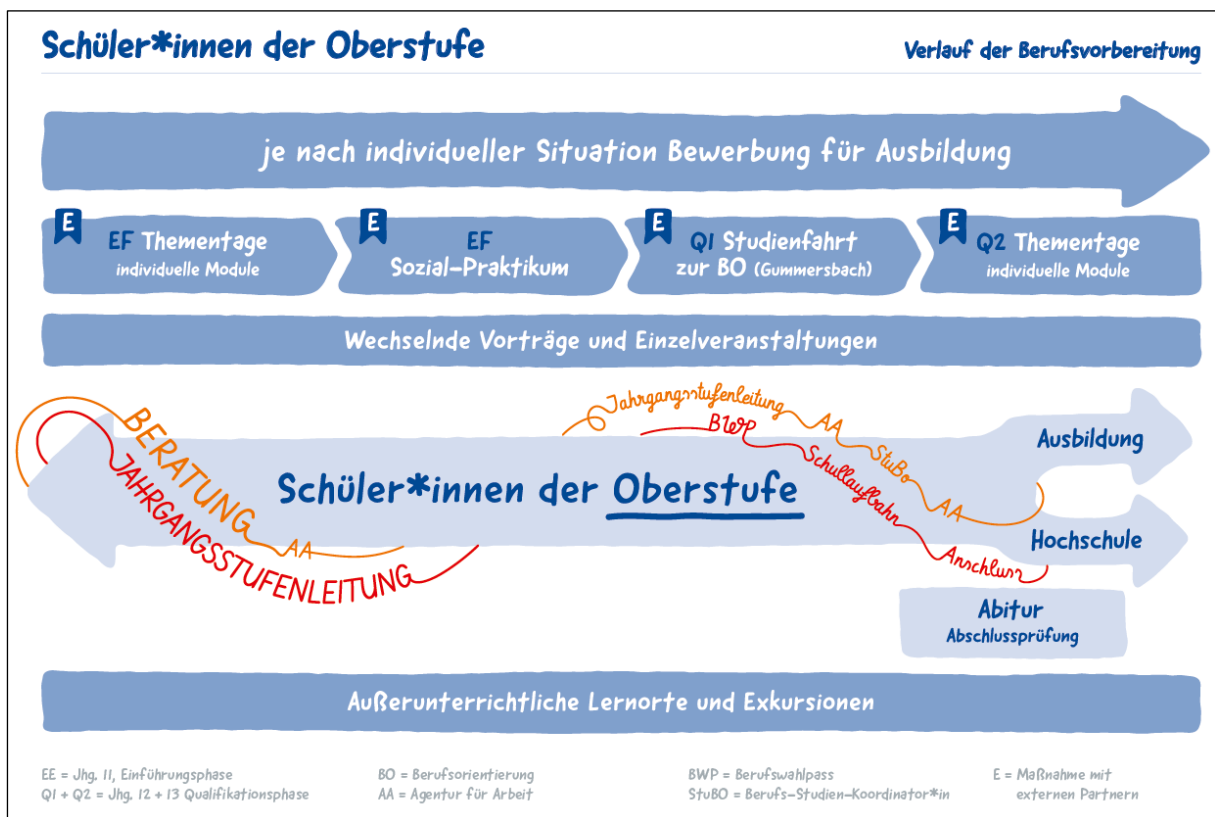 Schüler*innen der Oberstufe
Verlauf der Berufsvorbereitung
je nach individueller Situation Bewerbung für Ausbildung
E
EF Thementage
individuelle Module
E
EF
Sozial-Praktikum
E
Q1 Studienfahrt
zur BO (Gummersbach)
E
Q2 Thementage
individuelle Module
Wechselnde Vorträge und Einzelveranstaltungen
BERATUNG AA
JAHRGANGSSTUFENLEITUNG
Schüler*innen der Oberstufe
Jahrgangsstufenleitung AA StuBo AA
BWP Schullaufbahn Anschluss
Ausbildung
Hochschule
Abitur
Abschlussprüfung
Außerunterrichtliche Lernorte und Exkursionen
EE = Jhg. 11, Einführungsphase
Q1 + Q2 = Jhg. 12 + 13 Qualifikationsphase
BO = Berufsorientierung
AA = Agentur für Arbeit
BWP = Berufswahlpass
StuBO = Berufs-Studien-Koordinator*in
E = Maßnahme mit
externen Partnern